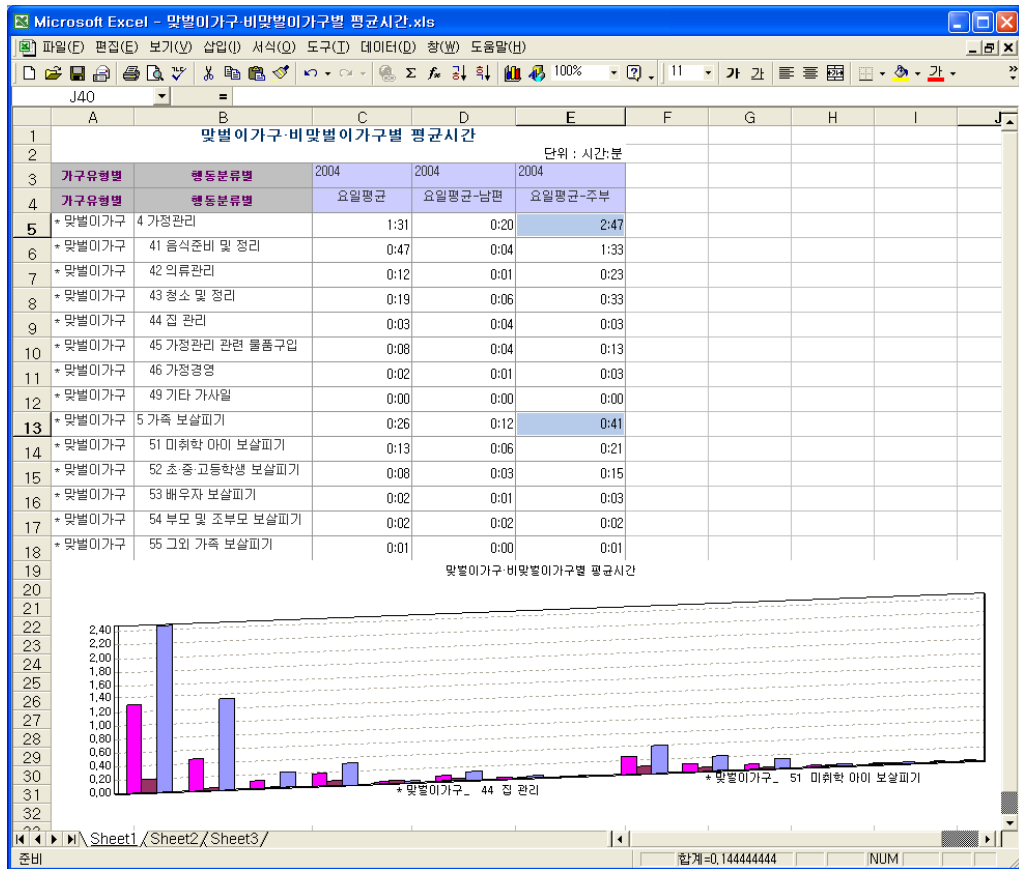 Microsoft Excel - 맞벌이가구·비맞벌이가구별 평균시간.xls
파일(F) 편집(E) 보기(V) 삽입(I) 서식(O) 도구(T) 데이터(D) 창(W) 도움말(H)
100% 11 가 가 가
J40 =
A B C D E F G H I J
1 맞벌이가구·비맞벌이가구별 평균시간
2 단위 : 시간:분
3 가구유형별 행동분류별 2004 2004 2004
4 가구유형별 행동분류별 요일평균 요일평균-남편 요일평균-주부
5 * 맞벌이가구 4 가정관리 1:31 0:20 2:47
6 * 맞벌이가구 41 음식준비 및 정리 0:47 0:04 1:33
7 * 맞벌이가구 42 의류관리 0:12 0:01 0:23
8 * 맞벌이가구 43 청소 및 정리 0:19 0:06 0:33
9 * 맞벌이가구 44 집 관리 0:03 0:04 0:03
10 * 맞벌이가구 45 가정관리 관련 물품구입 0:08 0:04 0:13
11 * 맞벌이가구 46 가정경영 0:02 0:01 0:03
12 * 맞벌이가구 49 기타 가사일 0:00 0:00 0:00
13 * 맞벌이가구 5 가족 보살피기 0:26 0:12 0:41
14 * 맞벌이가구 51 미취학 아이 보살피기 0:13 0:06 0:21
15 * 맞벌이가구 52 초·중·고등학생 보살피기 0:08 0:03 0:15
16 * 맞벌이가구 53 배우자 보살피기 0:02 0:01 0:03
17 * 맞벌이가구 54 부모 및 조부모 보살피기 0:02 0:02 0:02
18 * 맞벌이가구 55 그외 가족 보살피기 0:01 0:00 0:01
19 맞벌이가구·비맞벌이가구별 평균시간
20
21
22 2,40
23 2,20
24 2,00
25 1,80
1,60
26 1,40
27 1,20
28 1,00
0,80
29 0,60
30 0,40
0,20
31 0,00
* 맞벌이가구_ 44 집 관리
* 맞벌이가구_ 51 미취학 아이 보살피기
32
Sheet1 Sheet2 Sheet3
준비 합계=0,144444444 NUM